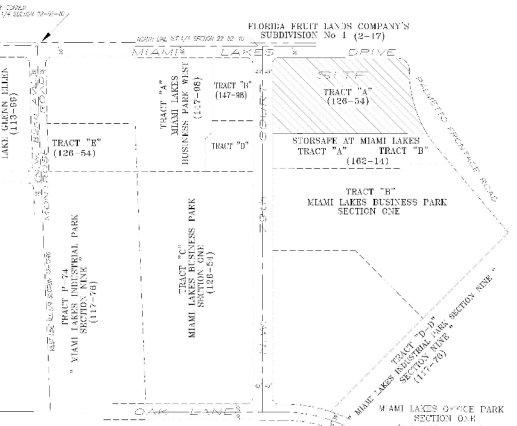 FLORIDA FRUIT LANDS COMPANY'S
SUBDIVISION No 1 (2-17)
MIAMI LAKES DRIVE
SITE
TRACT "A"
(126-54)
STORSAFE AT MIAMI LAKES
TRACT "A" TRACT "B"
(162-14)
TRACT "B"
MIAMI LAKES BUSINESS PARK
SECTION ONE
PALMETTO FRONTAGE ROAD
TRACT "A"
MIAMI LAKES
BUSINESS PARK WEST
(147-98)
(147-98)
TRACT "E"
(126-54)
LAKE GLENN ELLEN
TRACT "C"
MIAMI LAKES BUSINESS PARK
SECTION ONE
(126-54)
TRACT P-74
" MIAMI LAKES INDUSTRIAL PARK
SECTION NINE "
(117-76)
COURT
N.W.
TRACT "D-D"
" MIAMI LAKES INDUSTRIAL PARK SECTION NINE "
SECTION NINE
(117-76)
OAK LANE
MIAMI LAKES OFFICE PARK
SECTION ONE